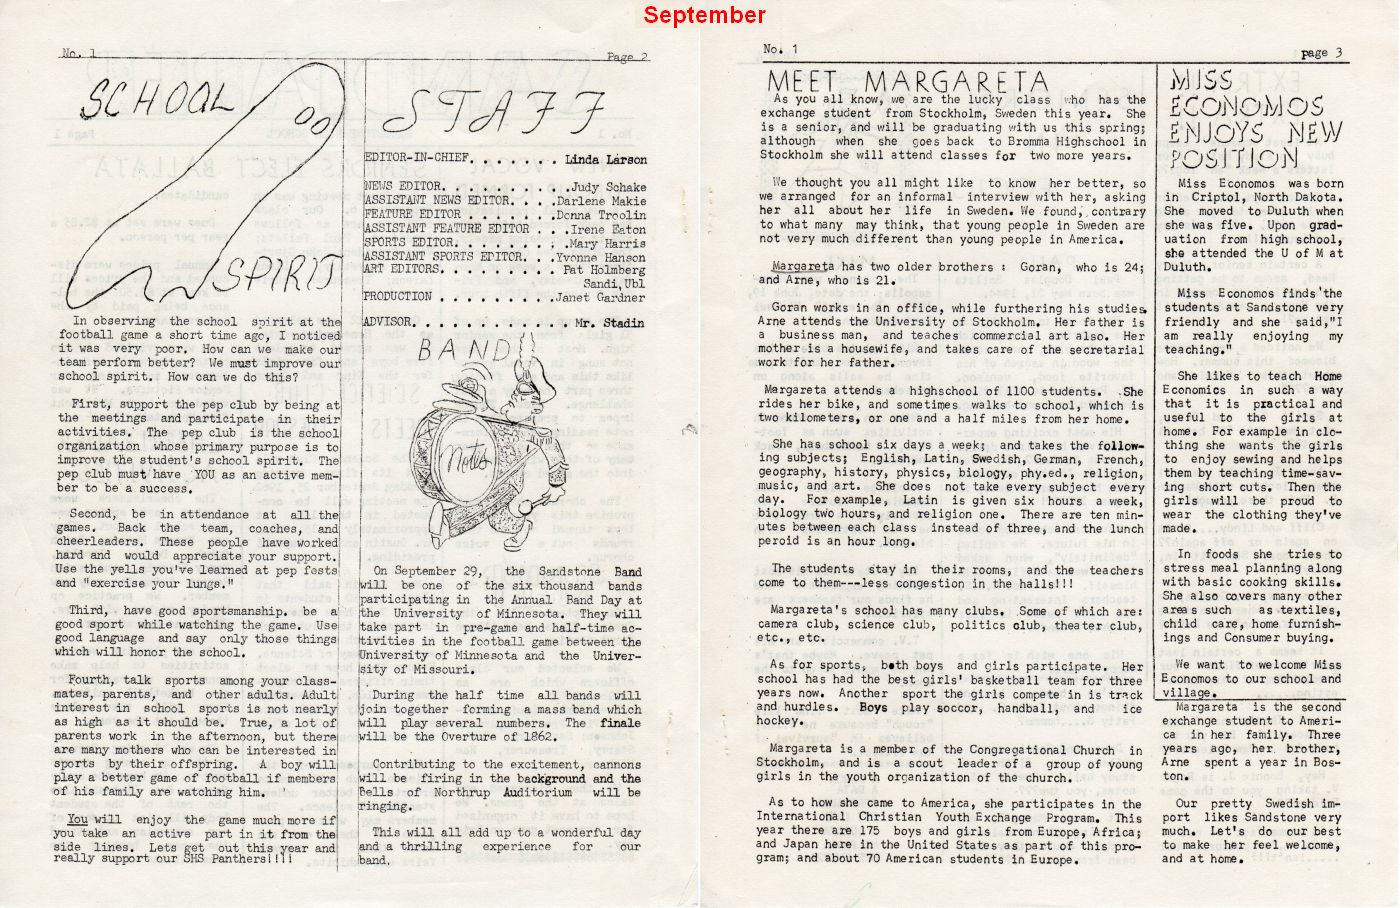 September
No. 1
Page 2
SCHOOL
SPIRIT
In observing the school spirit at the
football game a short time ago, I noticed
it was very poor. How can we make our
team perform better? We must improve our
school spirit. How can we do this?
First, support the pep club by being at
the meetings and participate in their
activities. The pep club is the school
organization whose primary purpose is to
improve the student's school spirit. The
pep club must have YOU as an active mem-
ber to be a success.
Second, be in attendance at all the
games. Back the team, coaches, and
cheerleaders. These people have worked
hard and would appreciate your support.
Use the yells you've learned at pep fests
and "exercise your lungs."
Third, have good sportsmanship. be a
good sport while watching the game. Use
good language and say only those things
which will honor the school.
Fourth, talk sports among your class-
mates, parents, and other adults. Adult
interest in school sports is not nearly
as high as it should be. True, a lot of
parents work in the afternoon, but there
are many mothers who can be interested in
sports by their offspring. A boy will
play a better game of football if members
of his family are watching him.
You will enjoy the game much more if
you take an active part in it from the
side lines. Lets get out this year and
really support our SHS Panthers!!!!
STAFF
EDITOR-IN-CHIEF. . . . . . . Linda Larson
NEWS EDITOR. . . . . . . . . .Judy Schake
ASSISTANT NEWS EDITOR. . . .Darlene Makie
FEATURE EDITOR . . . . . . .Donna Troolin
ASSISTANT FEATURE EDITOR . . .Irene Eaton
SPORTS EDITOR. . . . . . . . .Mary Harris
ASSISTANT SPORTS EDITOR. . .Yvonne Hanson
ART EDITORS. . . . . . . . . Pat Holmberg
Sandi,Ubl
PRODUCTION . . . . . . . . .Janet Gardner
ADVISOR. . . . . . . . . . . . Mr. Stadin
BAND
Notes
On September 29, the Sandstone Band
will be one of the six thousand bands
participating in the Annual Band Day at
the University of Minnesota. They will
take part in pre-game and half-time ac-
tivities in the football game between the
University of Minnesota and the Univer-
sity of Missouri.
During the half time all bands will
join together forming a mass band which
will play several numbers. The finale
will be the Overture of 1862.
Contributing to the excitement, cannons
will be firing in the background and the
Bells of Northrup Auditorium will be
ringing.
This will all add up to a wonderful day
and a thrilling experience for our
band.
No. 1
page 3
MEET MARGARETA
As you all know, we are the lucky class who has the
exchange student from Stockholm, Sweden this year. She
is a senior, and will be graduating with us this spring;
although when she goes back to Bromma Highschool in
Stockholm she will attend classes for two more years.
We thought you all might like to know her better, so
we arranged for an informal interview with her, asking
her all about her life in Sweden. We found, contrary
to what many may think, that young people in Sweden are
not very much different than young people in America.
Margareta has two older brothers : Goran, who is 24;
and Arne, who is 21.
Goran works in an office, while furthering his studies.
Arne attends the University of Stockholm. Her father is
a business man, and teaches commercial art also. Her
mother is a housewife, and takes care of the secretarial
work for her father.
Margareta attends a highschool of 1100 students. She
rides her bike, and sometimes walks to school, which is
two kilometers, or one and a half miles from her home.
She has school six days a week; and takes the follow-
ing subjects; English, Latin, Swedish, German, French,
geography, history, physics, biology, phy.ed., religion,
music, and art. She does not take every subject every
day. For example, Latin is given six hours a week,
biology two hours, and religion one. There are ten min-
utes between each class instead of three, and the lunch
peroid is an hour long.
The students stay in their rooms, and the teachers
come to them---less congestion in the halls!!!
Margareta's school has many clubs. Some of which are:
camera club, science club, politics club, theater club,
etc., etc.
As for sports, both boys and girls participate. Her
school has had the best girls' basketball team for three
years now. Another sport the girls compete in is track
and hurdles. Boys play soccor, handball, and ice
hockey.
Margareta is a member of the Congregational Church in
Stockholm, and is a scout leader of a group of young
girls in the youth organization of the church.
As to how she came to America, she participates in the
International Christian Youth Exchange Program. This
year there are 175 boys and girls from Europe, Africa;
and Japan here in the United States as part of this pro-
gram; and about 70 American students in Europe.
MISS
ECONOMOS
ENJOYS NEW
POSITION
Miss Economos was born
in Criptol, North Dakota.
She moved to Duluth when
she was five. Upon grad-
uation from high school,
she attended the U of M at
Duluth.
Miss Economos finds the
students at Sandstone very
friendly and she said,"I
am really enjoying my
teaching."
She likes to teach Home
Economics in such a way
that it is practical and
useful to the girls at
home. For example in clo-
thing she wants the girls
to enjoy sewing and helps
them by teaching time-sav-
ing short cuts. Then the
girls will be proud to
wear the clothing they've
made.
In foods she tries to
stress meal planning along
with basic cooking skills.
She also covers many other
areas such as textiles,
child care, home furnish-
ings and Consumer buying.
We want to welcome Miss
Economos to our school and
village.
Margareta is the second
exchange student to Ameri-
ca in her family. Three
years ago, her brother,
Arne spent a year in Bos-
ton.
Our pretty Swedish im-
port likes Sandstone very
much. Let's do our best
to make her feel welcome,
and at home.